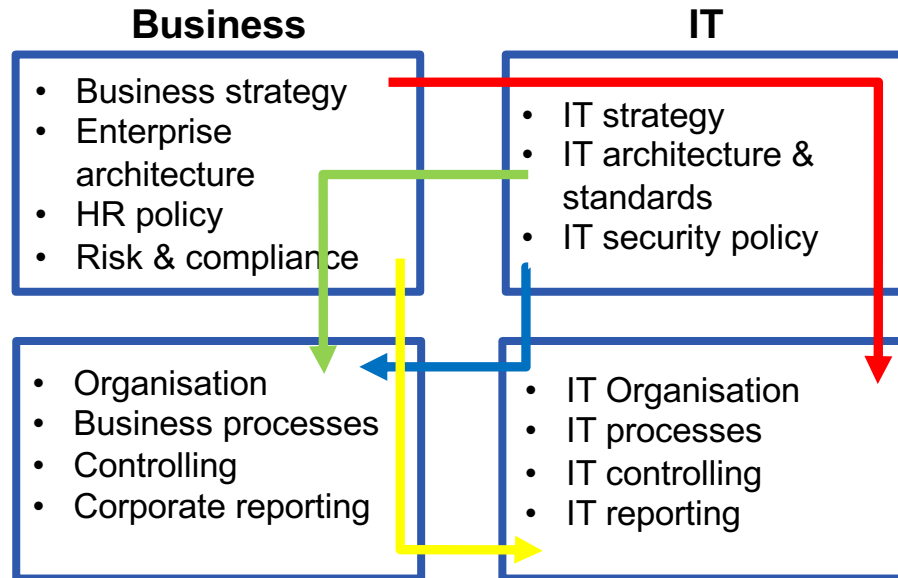 Business
IT
• Business strategy
• Enterprise
architecture
• HR policy
• Risk & compliance
• IT strategy
• IT architecture &
standards
• IT security policy
• Organisation
• Business processes
• Controlling
• Corporate reporting
• IT Organisation
• IT processes
• IT controlling
• IT reporting